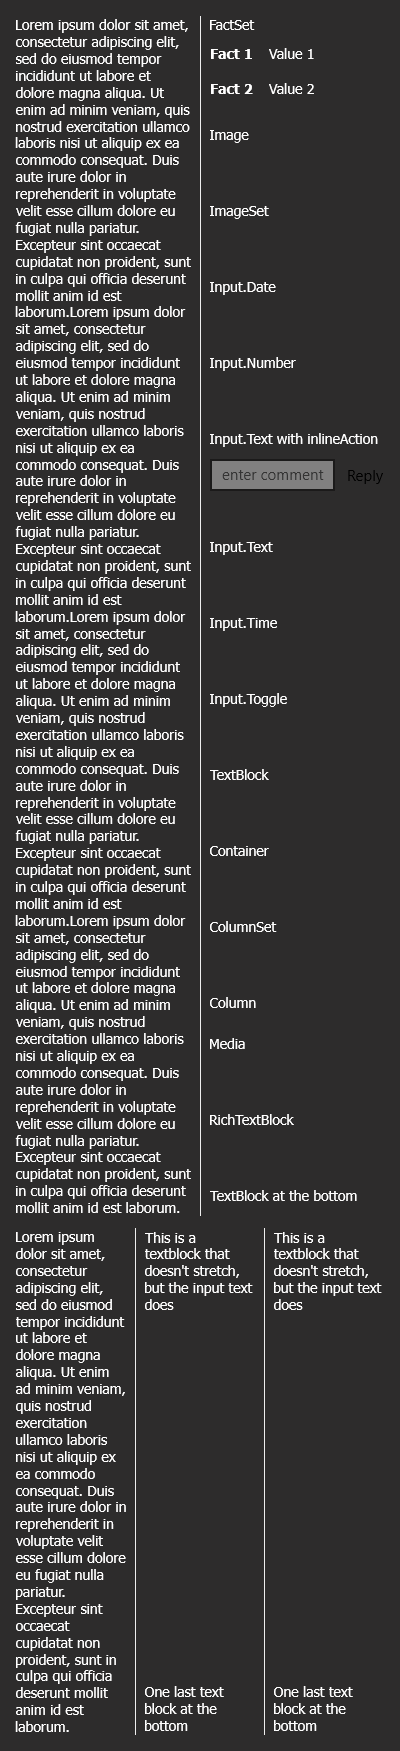 Lorem ipsum dolor sit amet,
consectetur adipiscing elit,
sed do eiusmod tempor
incididunt ut labore et
dolore magna aliqua. Ut
enim ad minim veniam, quis
nostrud exercitation ullamco
laboris nisi ut aliquip ex ea
commodo consequat. Duis
aute irure dolor in
reprehenderit in voluptate
velit esse cillum dolore eu
fugiat nulla pariatur.
Excepteur sint occaecat
cupidatat non proident, sunt
in culpa qui officia deserunt
mollit anim id est
laborum.Lorem ipsum dolor
sit amet, consectetur
adipiscing elit, sed do
eiusmod tempor incididunt
ut labore et dolore magna
aliqua. Ut enim ad minim
veniam, quis nostrud
exercitation ullamco laboris
nisi ut aliquip ex ea
commodo consequat. Duis
aute irure dolor in
reprehenderit in voluptate
velit esse cillum dolore eu
fugiat nulla pariatur.
Excepteur sint occaecat
cupidatat non proident, sunt
in culpa qui officia deserunt
mollit anim id est
laborum.Lorem ipsum dolor
sit amet, consectetur
adipiscing elit, sed do
eiusmod tempor incididunt
ut labore et dolore magna
aliqua. Ut enim ad minim
veniam, quis nostrud
exercitation ullamco laboris
nisi ut aliquip ex ea
commodo consequat. Duis
aute irure dolor in
reprehenderit in voluptate
velit esse cillum dolore eu
fugiat nulla pariatur.
Excepteur sint occaecat
cupidatat non proident, sunt
in culpa qui officia deserunt
mollit anim id est
laborum.Lorem ipsum dolor
sit amet, consectetur
adipiscing elit, sed do
eiusmod tempor incididunt
ut labore et dolore magna
aliqua. Ut enim ad minim
veniam, quis nostrud
exercitation ullamco laboris
nisi ut aliquip ex ea
commodo consequat. Duis
aute irure dolor in
reprehenderit in voluptate
velit esse cillum dolore eu
fugiat nulla pariatur.
Excepteur sint occaecat
cupidatat non proident, sunt
in culpa qui officia deserunt
mollit anim id est laborum.
FactSet
Fact 1 Value 1
Fact 2 Value 2
Image
ImageSet
Input.Date
Input.Number
Input.Text with inlineAction
enter comment Reply
Input.Text
Input.Time
Input.Toggle
TextBlock
Container
ColumnSet
Column
Media
RichTextBlock
TextBlock at the bottom
Lorem ipsum
dolor sit amet,
consectetur
adipiscing elit,
sed do eiusmod
tempor incididunt
ut labore et
dolore magna
aliqua. Ut enim
ad minim veniam,
quis nostrud
exercitation
ullamco laboris
nisi ut aliquip ex
ea commodo
consequat. Duis
aute irure dolor in
reprehenderit in
voluptate velit
esse cillum dolore
eu fugiat nulla
pariatur.
Excepteur sint
occaecat
cupidatat non
proident, sunt in
culpa qui officia
deserunt mollit
anim id est
laborum.
This is a
textblock that
doesn't stretch,
but the input text
does
One last text
block at the
bottom
This is a
textblock that
doesn't stretch,
but the input text
does
One last text
block at the
bottom